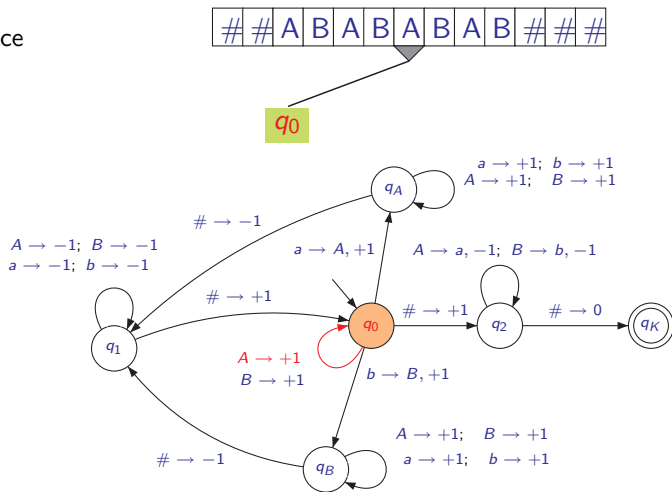 ce
# # A B A B A B A B # # #
q0
a → +1; b → +1
A → +1; B → +1
qA
# → −1
A → −1; B → −1
a → −1; b → −1
a → A, +1
A → a, −1; B → b, −1
# → +1
# → +1
# → 0
q0
q2
qK
q1
A → +1
B → +1
b → B, +1
A → +1; B → +1
a → +1; b → +1
# → −1
qB